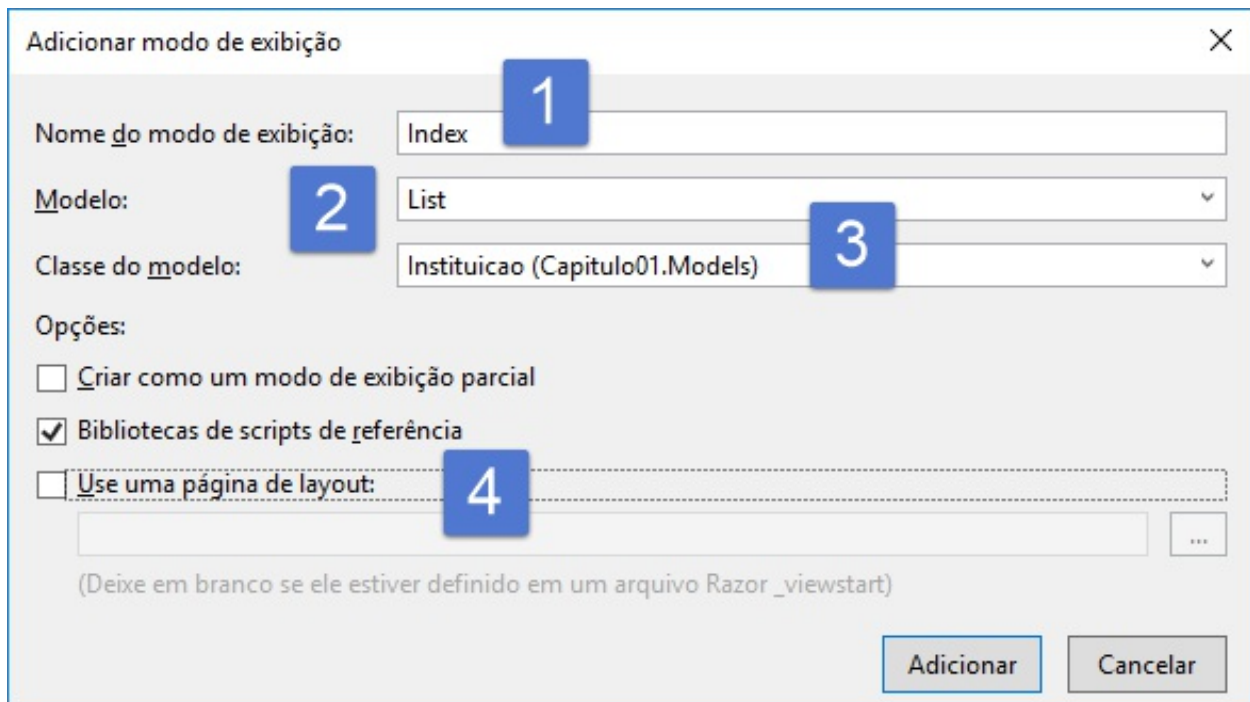 Adicionar modo de exibição
1
Nome do modo de exibição: Index
2
Modelo: List
3
Classe do modelo: Instituicao (Capitulo01.Models)
Opções:
Criar como um modo de exibição parcial
Bibliotecas de scripts de referência
Use uma página de layout:
4
...
(Deixe em branco se ele estiver definido em um arquivo Razor _viewstart)
Adicionar Cancelar